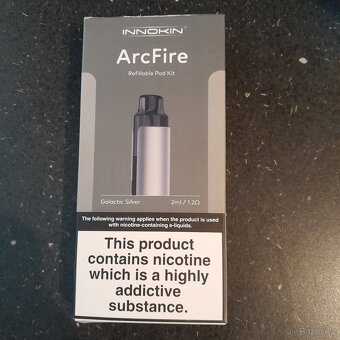 INNOKIN
ArcFire
Refillable Pod Kit
Galactic Silver
2ml / 1.2Ω
The following warning applies when the product is used
with nicotine-containing e-liquids.
This product
contains nicotine
which is a highly
addictive
substance.